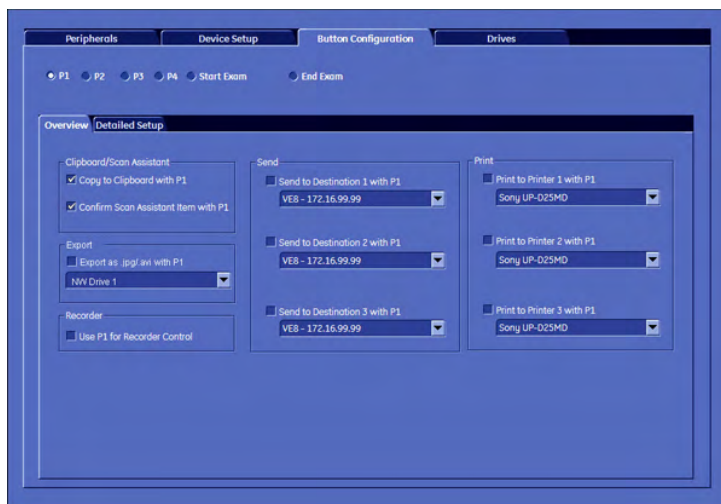 Peripherals Device Setup Button Configuration Drives
P1 P2 P3 P4 Start Exam End Exam
Overview Detailed Setup
Clipboard/Scan Assistant
Copy to Clipboard with P1
Confirm Scan Assistant Item with P1
Export
Export as .jpg/.avi with P1
NW Drive 1
Recorder
Use P1 for Recorder Control
Send
Send to Destination 1 with P1
VE8 - 172.16.99.99
Send to Destination 2 with P1
VE8 - 172.16.99.99
Send to Destination 3 with P1
VE8 - 172.16.99.99
Print
Print to Printer 1 with P1
Sony UP-D25MD
Print to Printer 2 with P1
Sony UP-D25MD
Print to Printer 3 with P1
Sony UP-D25MD